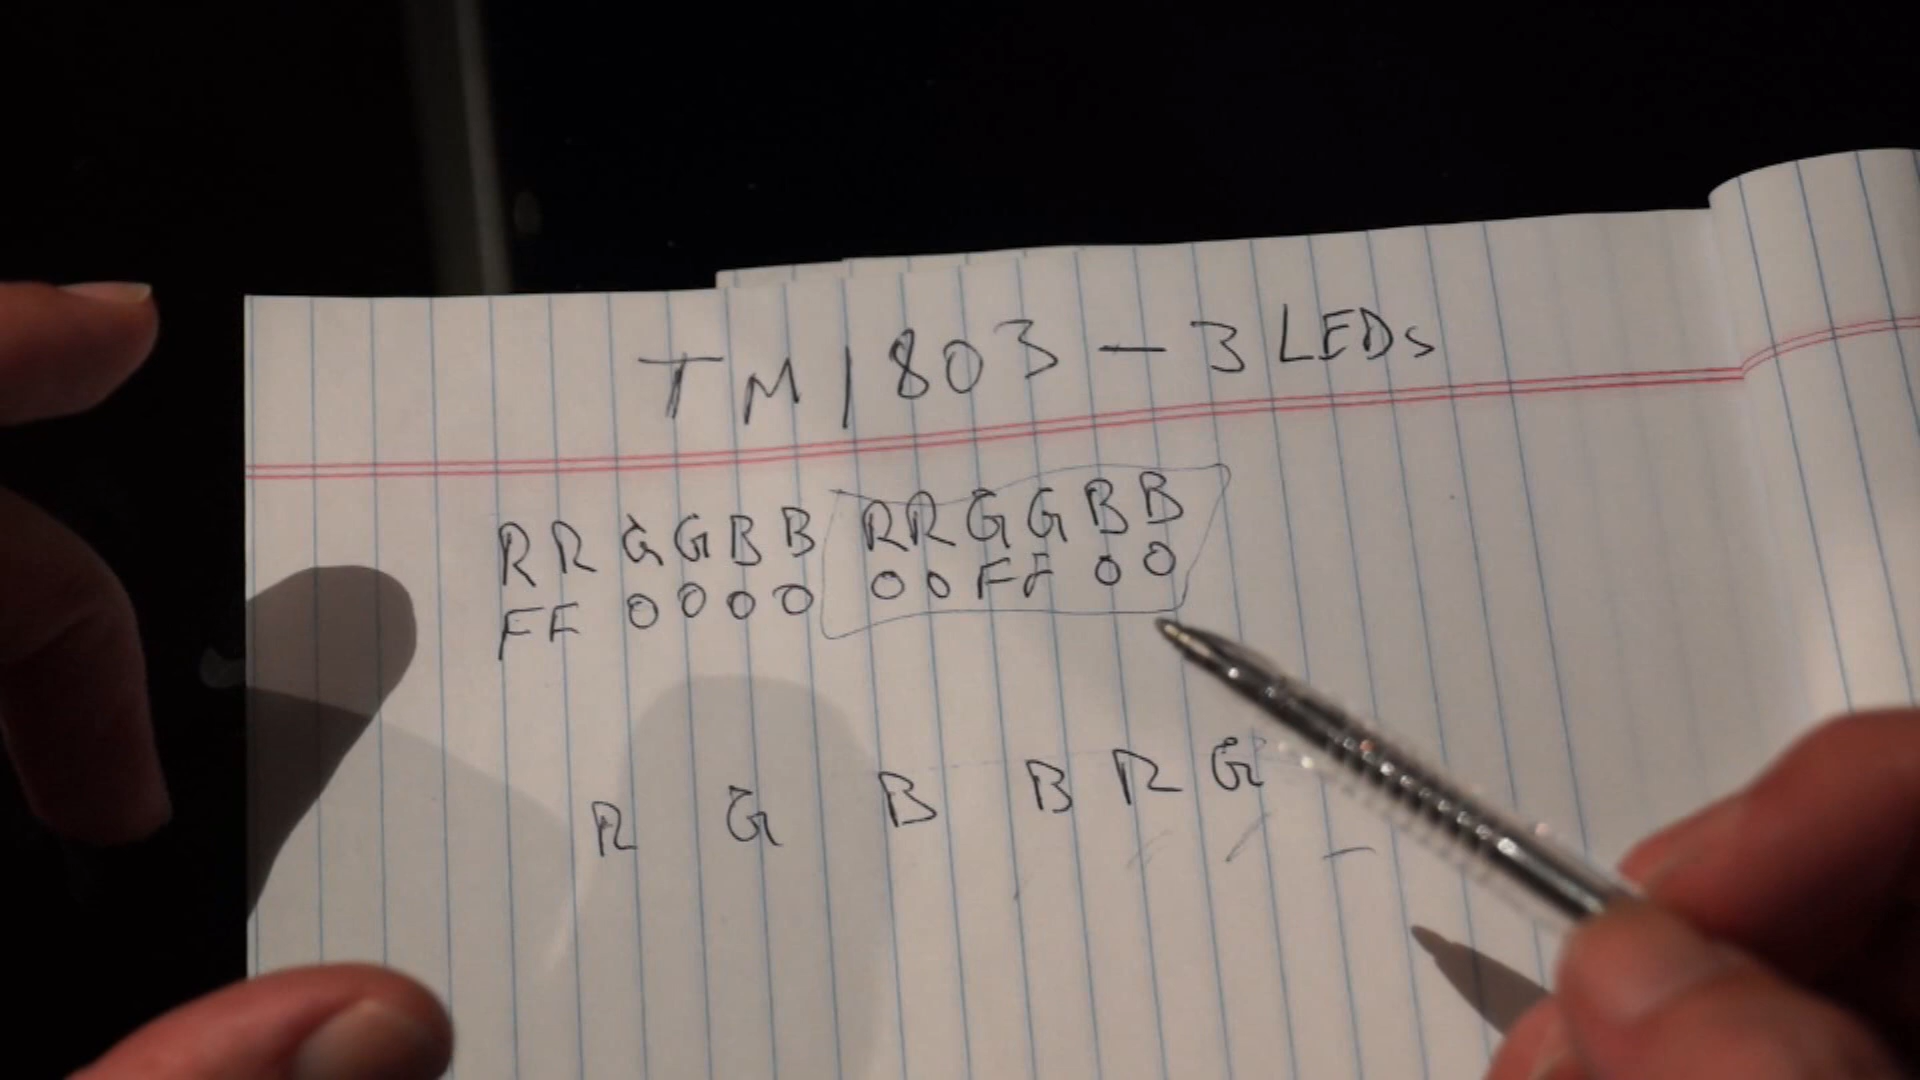 TM1803 - 3 LEDs
RRGGBB RRGGBB
FF0000 00FF00
R G B B R G